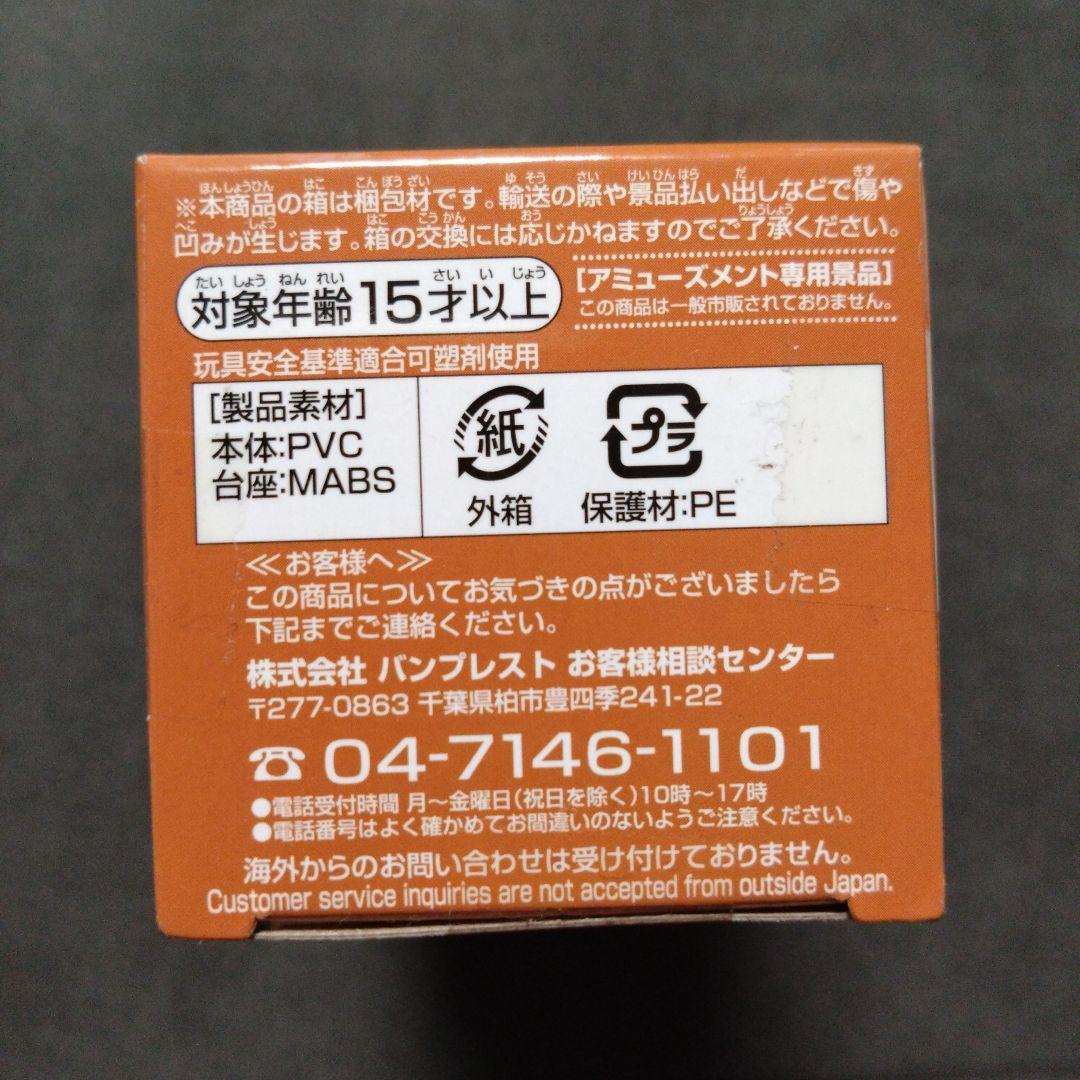 ※本商品の箱は梱包材です。輸送の際や景品払い出しなどで傷や
凹みが生じます。箱の交換には応じかねますのでご了承ください。
対象年齢15才以上
[アミューズメント専用景品]
この商品は一般市販されておりません。
玩具安全基準適合可塑剤使用
[製品素材]
本体:PVC
台座:MABS
紙
外箱
プラ
保護材:PE
≪お客様へ≫
この商品についてお気づきの点がございましたら
下記までご連絡ください。
株式会社 バンプレスト お客様相談センター
〒277-0863 千葉県柏市豊四季241-22
☎ 04-7146-1101
●電話受付時間 月～金曜日(祝日を除く)10時～17時
●電話番号はよく確かめてお間違いのないようご注意ください。
海外からのお問い合わせは受け付けておりません。
Customer service inquiries are not accepted from outside Japan.